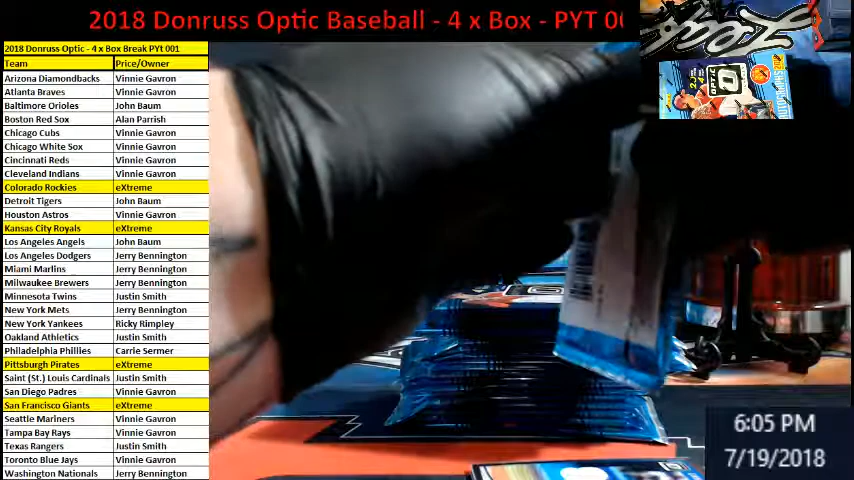 2018 Donruss Optic Baseball - 4 x Box - PYT 00
2018 Donruss Optic - 4 x Box Break PYt 001
Team Price/Owner
Arizona Diamondbacks Vinnie Gavron
Atlanta Braves Vinnie Gavron
Baltimore Orioles John Baum
Boston Red Sox Alan Parrish
Chicago Cubs Vinnie Gavron
Chicago White Sox Vinnie Gavron
Cincinnati Reds Vinnie Gavron
Cleveland Indians Vinnie Gavron
Colorado Rockies eXtreme
Detroit Tigers John Baum
Houston Astros Vinnie Gavron
Kansas City Royals eXtreme
Los Angeles Angels John Baum
Los Angeles Dodgers Jerry Bennington
Miami Marlins Jerry Bennington
Milwaukee Brewers Jerry Bennington
Minnesota Twins Justin Smith
New York Mets Jerry Bennington
New York Yankees Ricky Rimpley
Oakland Athletics Justin Smith
Philadelphia Phillies Carrie Sermer
Pittsburgh Pirates eXtreme
Saint (St.) Louis Cardinals Justin Smith
San Diego Padres Vinnie Gavron
San Francisco Giants eXtreme
Seattle Mariners Vinnie Gavron
Tampa Bay Rays Vinnie Gavron
Texas Rangers Justin Smith
Toronto Blue Jays Vinnie Gavron
Washington Nationals Jerry Bennington
OPTIC
6:05 PM
7/19/2018